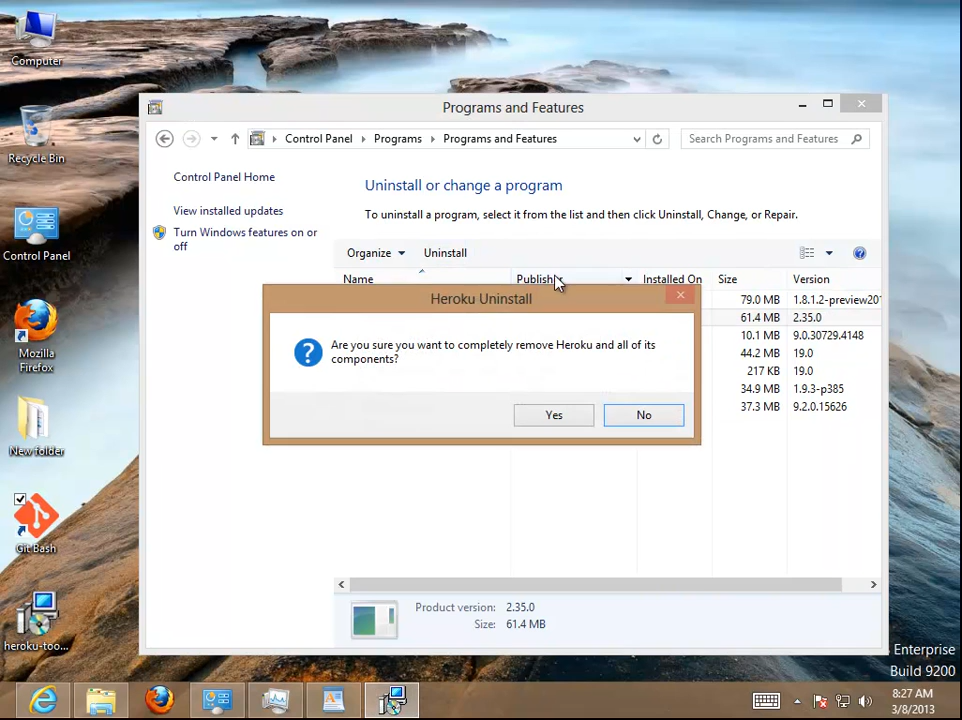 Computer
Recycle Bin
Control Panel
Mozilla
Firefox
New folder
Git Bash
heroku-too...
Programs and Features
Control Panel
Programs
Programs and Features
Search Programs and Features
Control Panel Home
View installed updates
Turn Windows features on or
off
Uninstall or change a program
To uninstall a program, select it from the list and then click Uninstall, Change, or Repair.
Organize
Uninstall
Name
Installed On
Size
Version
79.0 MB
61.4 MB 2.35.0
10.1 MB 9.0.30729.4148
44.2 MB 19.0
217 KB 19.0
34.9 MB 1.9.3-p385
37.3 MB 9.2.0.15626
Heroku Uninstall
Are you sure you want to completely remove Heroku and all of its
components?
Yes
No
Product version: 2.35.0
Size: 61.4 MB
Enterprise
Build 9200
8:27 AM
3/8/2013